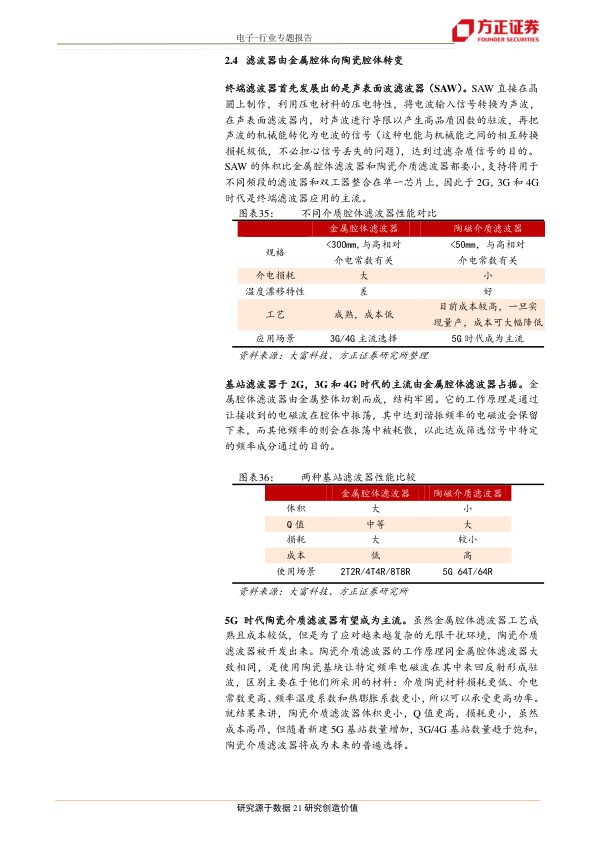 电子-行业专题报告
方正证券
FOUNDER SECURITIES
2.4 滤波器由金属腔体向陶瓷腔体转变
终端滤波器首先发展出的是声表面波滤波器（SAW）。SAW 直接在晶
圆上制作，利用压电材料的压电特性，将电波输入信号转换为声波，
在声表面滤波器内，对声波进行导限以产生高品质因数的驻波，再把
声波的机械能转化为电波的信号（这种电能与机械能之间的相互转换
损耗极低，不必担心信号丢失的问题），达到过滤杂质信号的目的。
SAW 的体积比金属腔体滤波器和陶瓷介质滤波器都要小，支持将用于
不同频段的滤波器和双工器整合在单一芯片上，因此于 2G，3G 和 4G
时代是终端滤波器应用的主流。
图表35： 不同介质腔体滤波器性能对比
金属腔体滤波器 陶磁介质滤波器
规格 <300mm,与高相对介电常数有关 <50mm，与高相对介电常数有关
介电损耗 大 小
温度漂移特性 差 好
工艺 成熟，成本低 目前成本较高，一旦实现量产，成本可大幅降低
应用场景 3G/4G 主流选择 5G 时代成为主流
资料来源：大富科技、方正证券研究所整理
基站滤波器于 2G，3G 和 4G 时代的主流由金属腔体滤波器占据。金
属腔体滤波器由金属整体切割而成，结构牢固。它的工作原理是通过
让接收到的电磁波在腔体中振荡，其中达到谐振频率的电磁波会保留
下来，而其他频率的则会在振荡中被耗散，以此达成筛选信号中特定
的频率成分通过的目的。
图表36： 两种基站滤波器性能比较
金属腔体滤波器 陶磁介质滤波器
体积 大 小
Q 值 中等 大
损耗 大 较小
成本 低 高
使用场景 2T2R/4T4R/8T8R 5G 64T/64R
资料来源：大富科技、方正证券研究所
5G 时代陶瓷介质滤波器有望成为主流。虽然金属腔体滤波器工艺成
熟且成本较低，但是为了应对越来越复杂的无限干扰环境，陶瓷介质
滤波器被开发出来。陶瓷介质滤波器的工作原理同金属腔体滤波器大
致相同，是使用陶瓷基块让特定频率电磁波在其中来回反射形成驻
波，区别主要在于他们所采用的材料：介质陶瓷材料损耗更低、介电
常数更高、频率温度系数和热膨胀系数更小，所以可以承受更高功率。
就结果来讲，陶瓷介质滤波器体积更小，Q 值更高，损耗更小，虽然
成本高昂，但随着新建 5G 基站数量增加，3G/4G 基站数量趋于饱和，
陶瓷介质滤波器将成为未来的普遍选择。
研究源于数据 21 研究创造价值